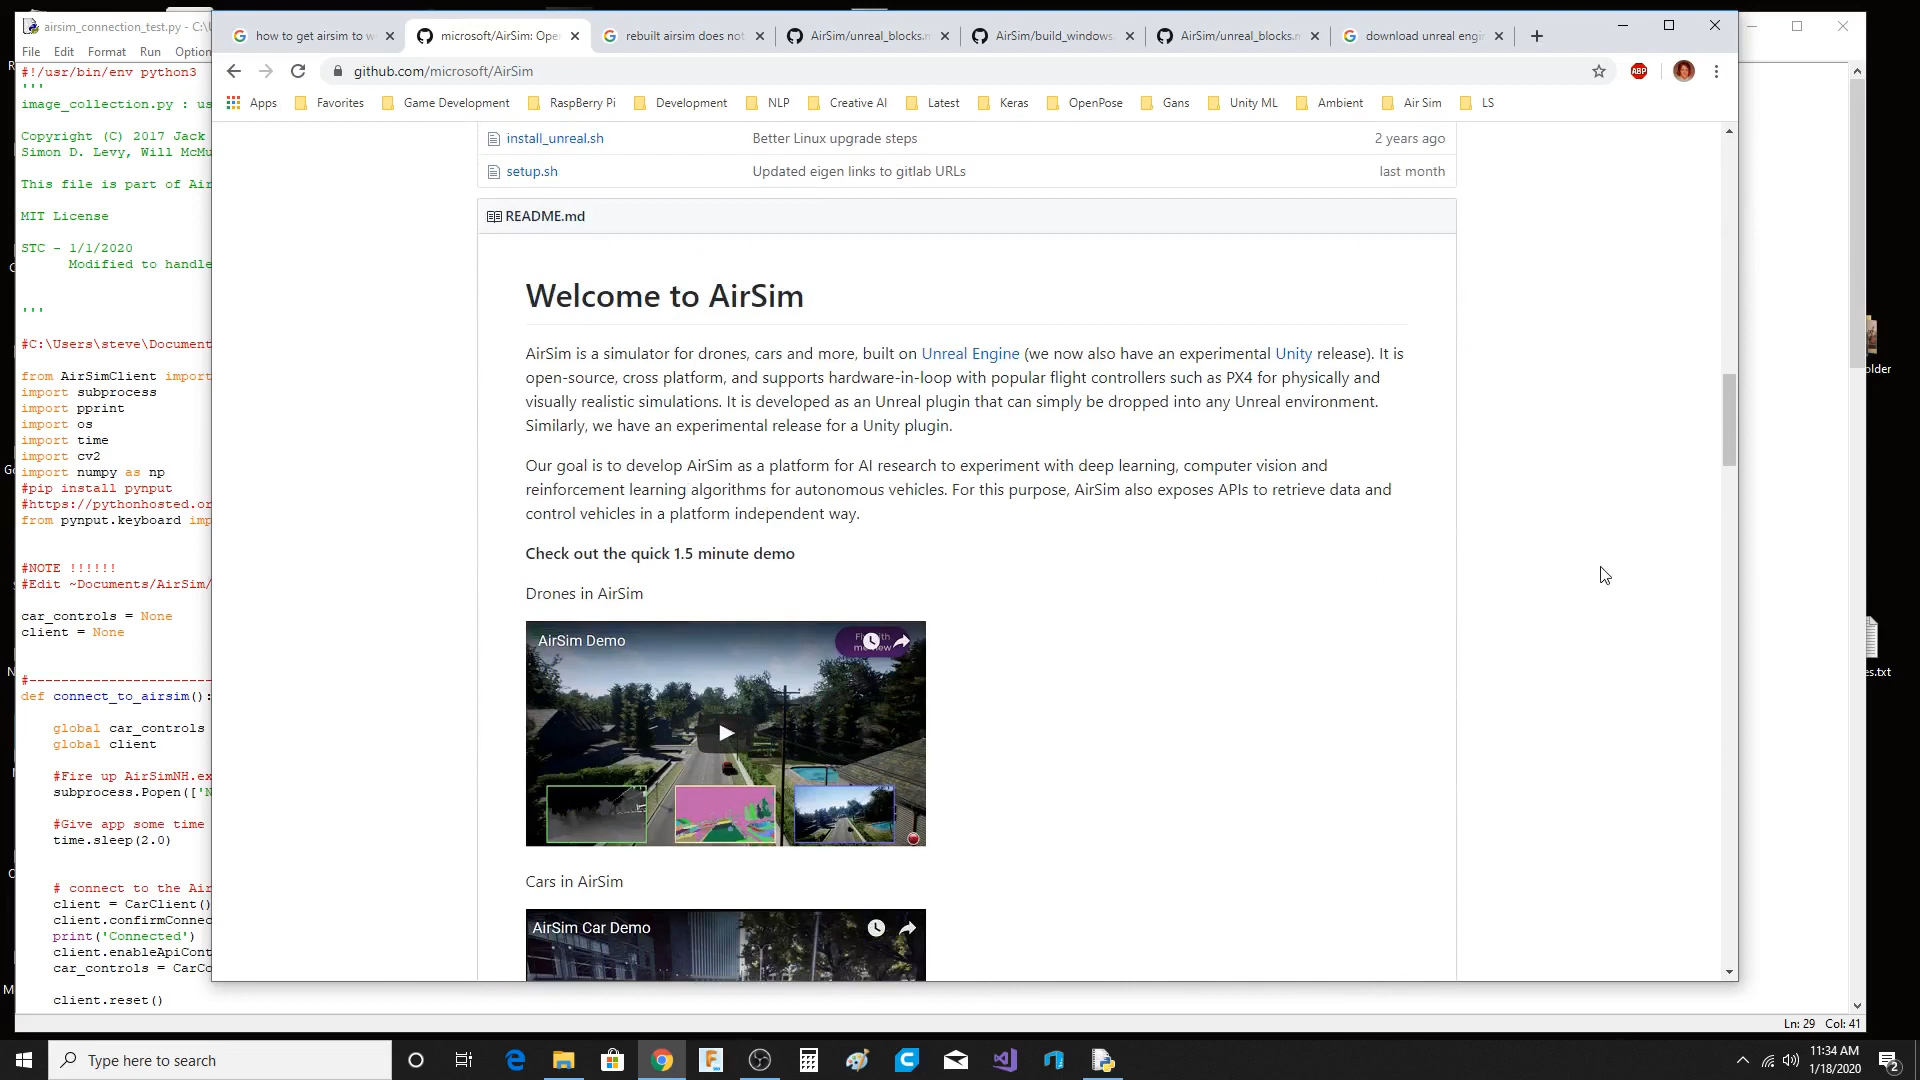 airsim_connection_test.py - C:\
File Edit Format Run Option
#!/usr/bin/env python3
'''
image_collection.py : us
Copyright (C) 2017 Jack
Simon D. Levy, Will McMu
This file is part of Air
MIT License
STC - 1/1/2020
Modified to handle
'''
#C:\Users\steve\Document
from AirSimClient import
import subprocess
import pprint
import os
import time
import cv2
import numpy as np
#pip install pynput
#https://pythonhosted.or
from pynput.keyboard imp
#NOTE !!!!!!
#Edit ~Documents/AirSim/
car_controls = None
client = None
#-----------------------
def connect_to_airsim():
global car_controls
global client
#Fire up AirSimNH.ex
subprocess.Popen(['N
#Give app some time
time.sleep(2.0)
# connect to the Air
client = CarClient()
client.confirmConnec
print('Connected')
client.enableApiCont
car_controls = CarCo
client.reset()
how to get airsim to w
microsoft/AirSim: Ope
rebuilt airsim does not
AirSim/unreal_blocks.m
AirSim/build_windows.
AirSim/unreal_blocks.m
download unreal engin
github.com/microsoft/AirSim
ABP
Apps Favorites Game Development RaspBerry Pi Development NLP Creative AI Latest Keras OpenPose Gans Unity ML Ambient Air Sim LS
install_unreal.sh Better Linux upgrade steps 2 years ago
setup.sh Updated eigen links to gitlab URLs last month
README.md
Welcome to AirSim
AirSim is a simulator for drones, cars and more, built on Unreal Engine (we now also have an experimental Unity release). It is
open-source, cross platform, and supports hardware-in-loop with popular flight controllers such as PX4 for physically and
visually realistic simulations. It is developed as an Unreal plugin that can simply be dropped into any Unreal environment.
Similarly, we have an experimental release for a Unity plugin.
Our goal is to develop AirSim as a platform for AI research to experiment with deep learning, computer vision and
reinforcement learning algorithms for autonomous vehicles. For this purpose, AirSim also exposes APIs to retrieve data and
control vehicles in a platform independent way.
Check out the quick 1.5 minute demo
Drones in AirSim
AirSim Demo
Cars in AirSim
AirSim Car Demo
older
es.txt
Ln: 29 Col: 41
Type here to search
11:34 AM
1/18/2020
2